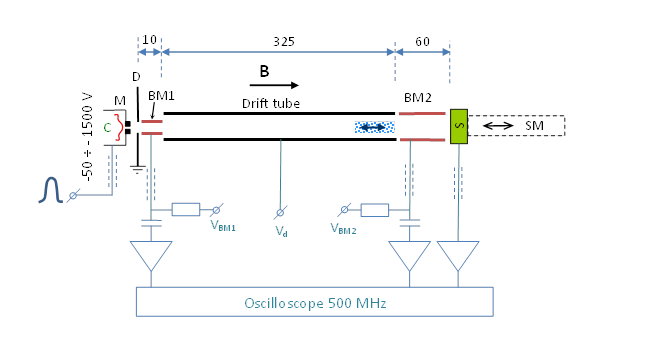 10
325
60
D
B
M
BM1
Drift tube
BM2
-50 ÷ -1500 V
C
S
SM
V_BM1
V_d
V_BM2
Oscilloscope 500 MHz